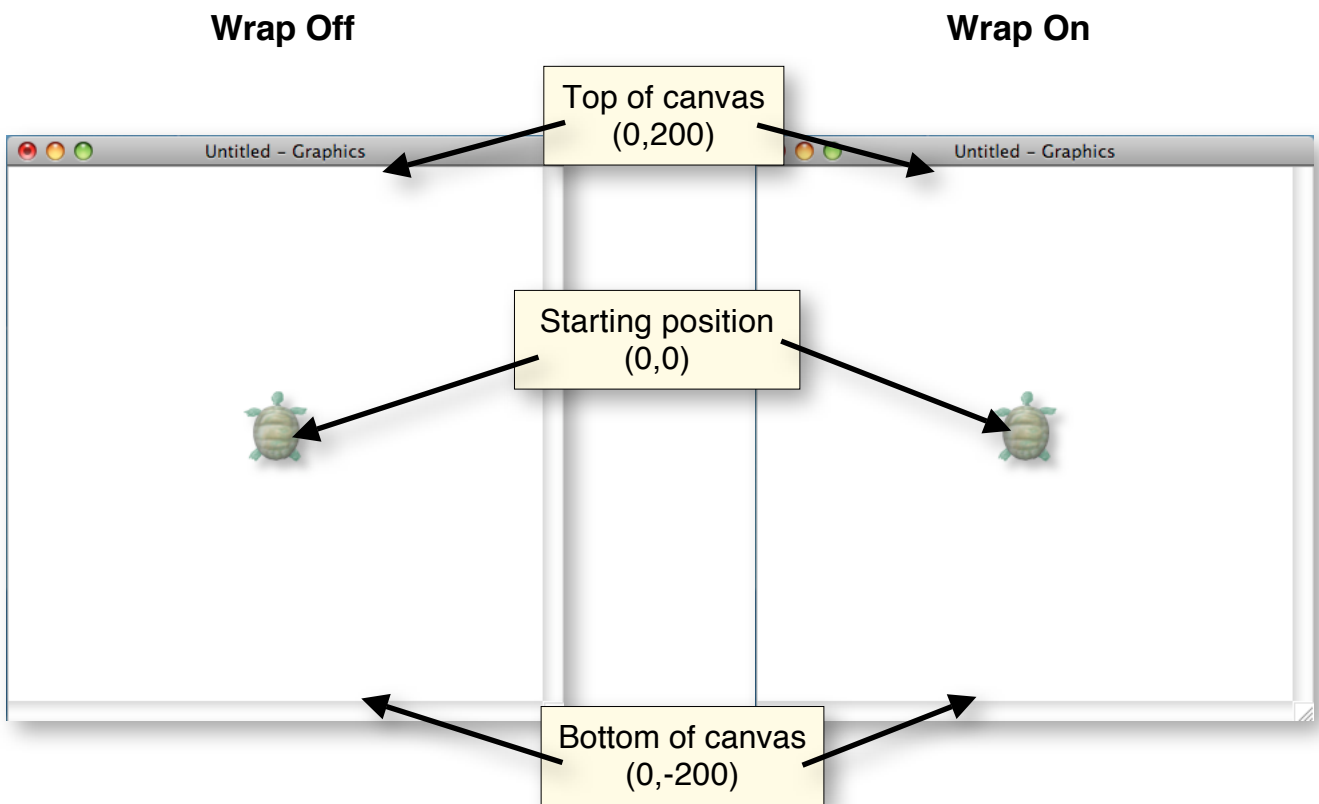 Wrap Off
Wrap On
Top of canvas
(0,200)
Untitled – Graphics
Untitled – Graphics
Starting position
(0,0)
Bottom of canvas
(0,-200)